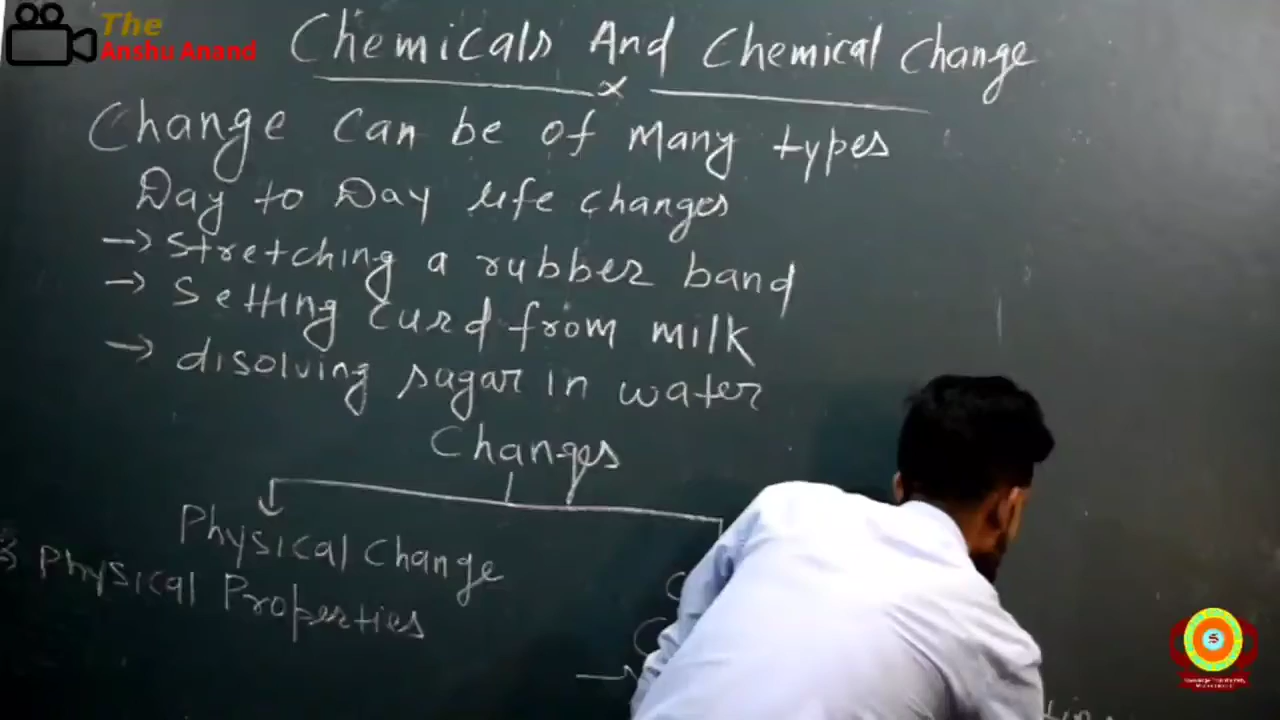 The
Anshu Anand
Chemicals And Chemical Change
Change can be of many types
Day to Day life changes
→ stretching a rubber band
→ Setting curd from milk
→ disolving sagar in water
Changes
Physical Change
Physical Properties